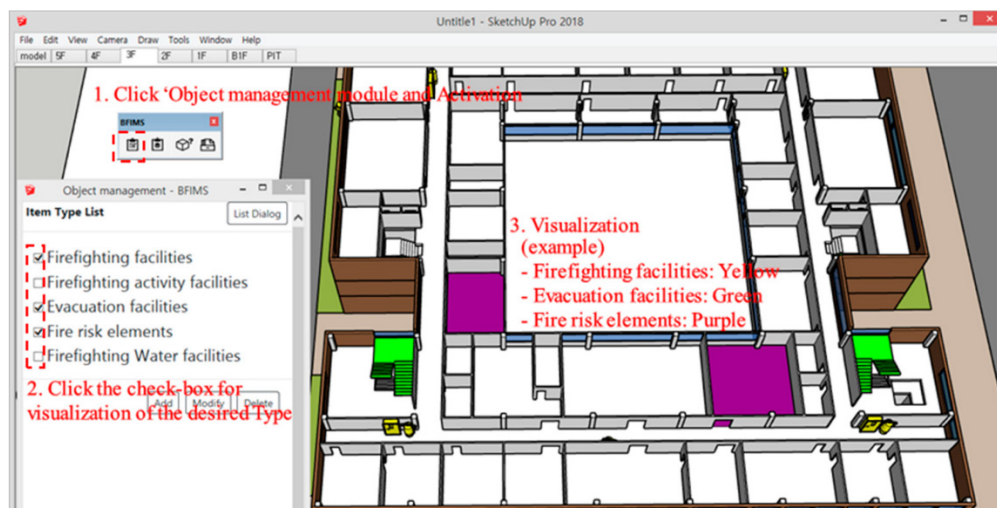 Untitle1 - SketchUp Pro 2018
File Edit View Camera Draw Tools Window Help
model 5F 4F 3F 2F 1F B1F PIT
1. Click ‘Object management module and Activation
BFIMS
Object management - BFIMS
Item Type List
List Dialog
Firefighting facilities
Firefighting activity facilities
Evacuation facilities
Fire risk elements
Firefighting Water facilities
2. Click the check-box for
visualization of the desired Type
Add Modify Delete
3. Visualization
(example)
- Firefighting facilities: Yellow
- Evacuation facilities: Green
- Fire risk elements: Purple